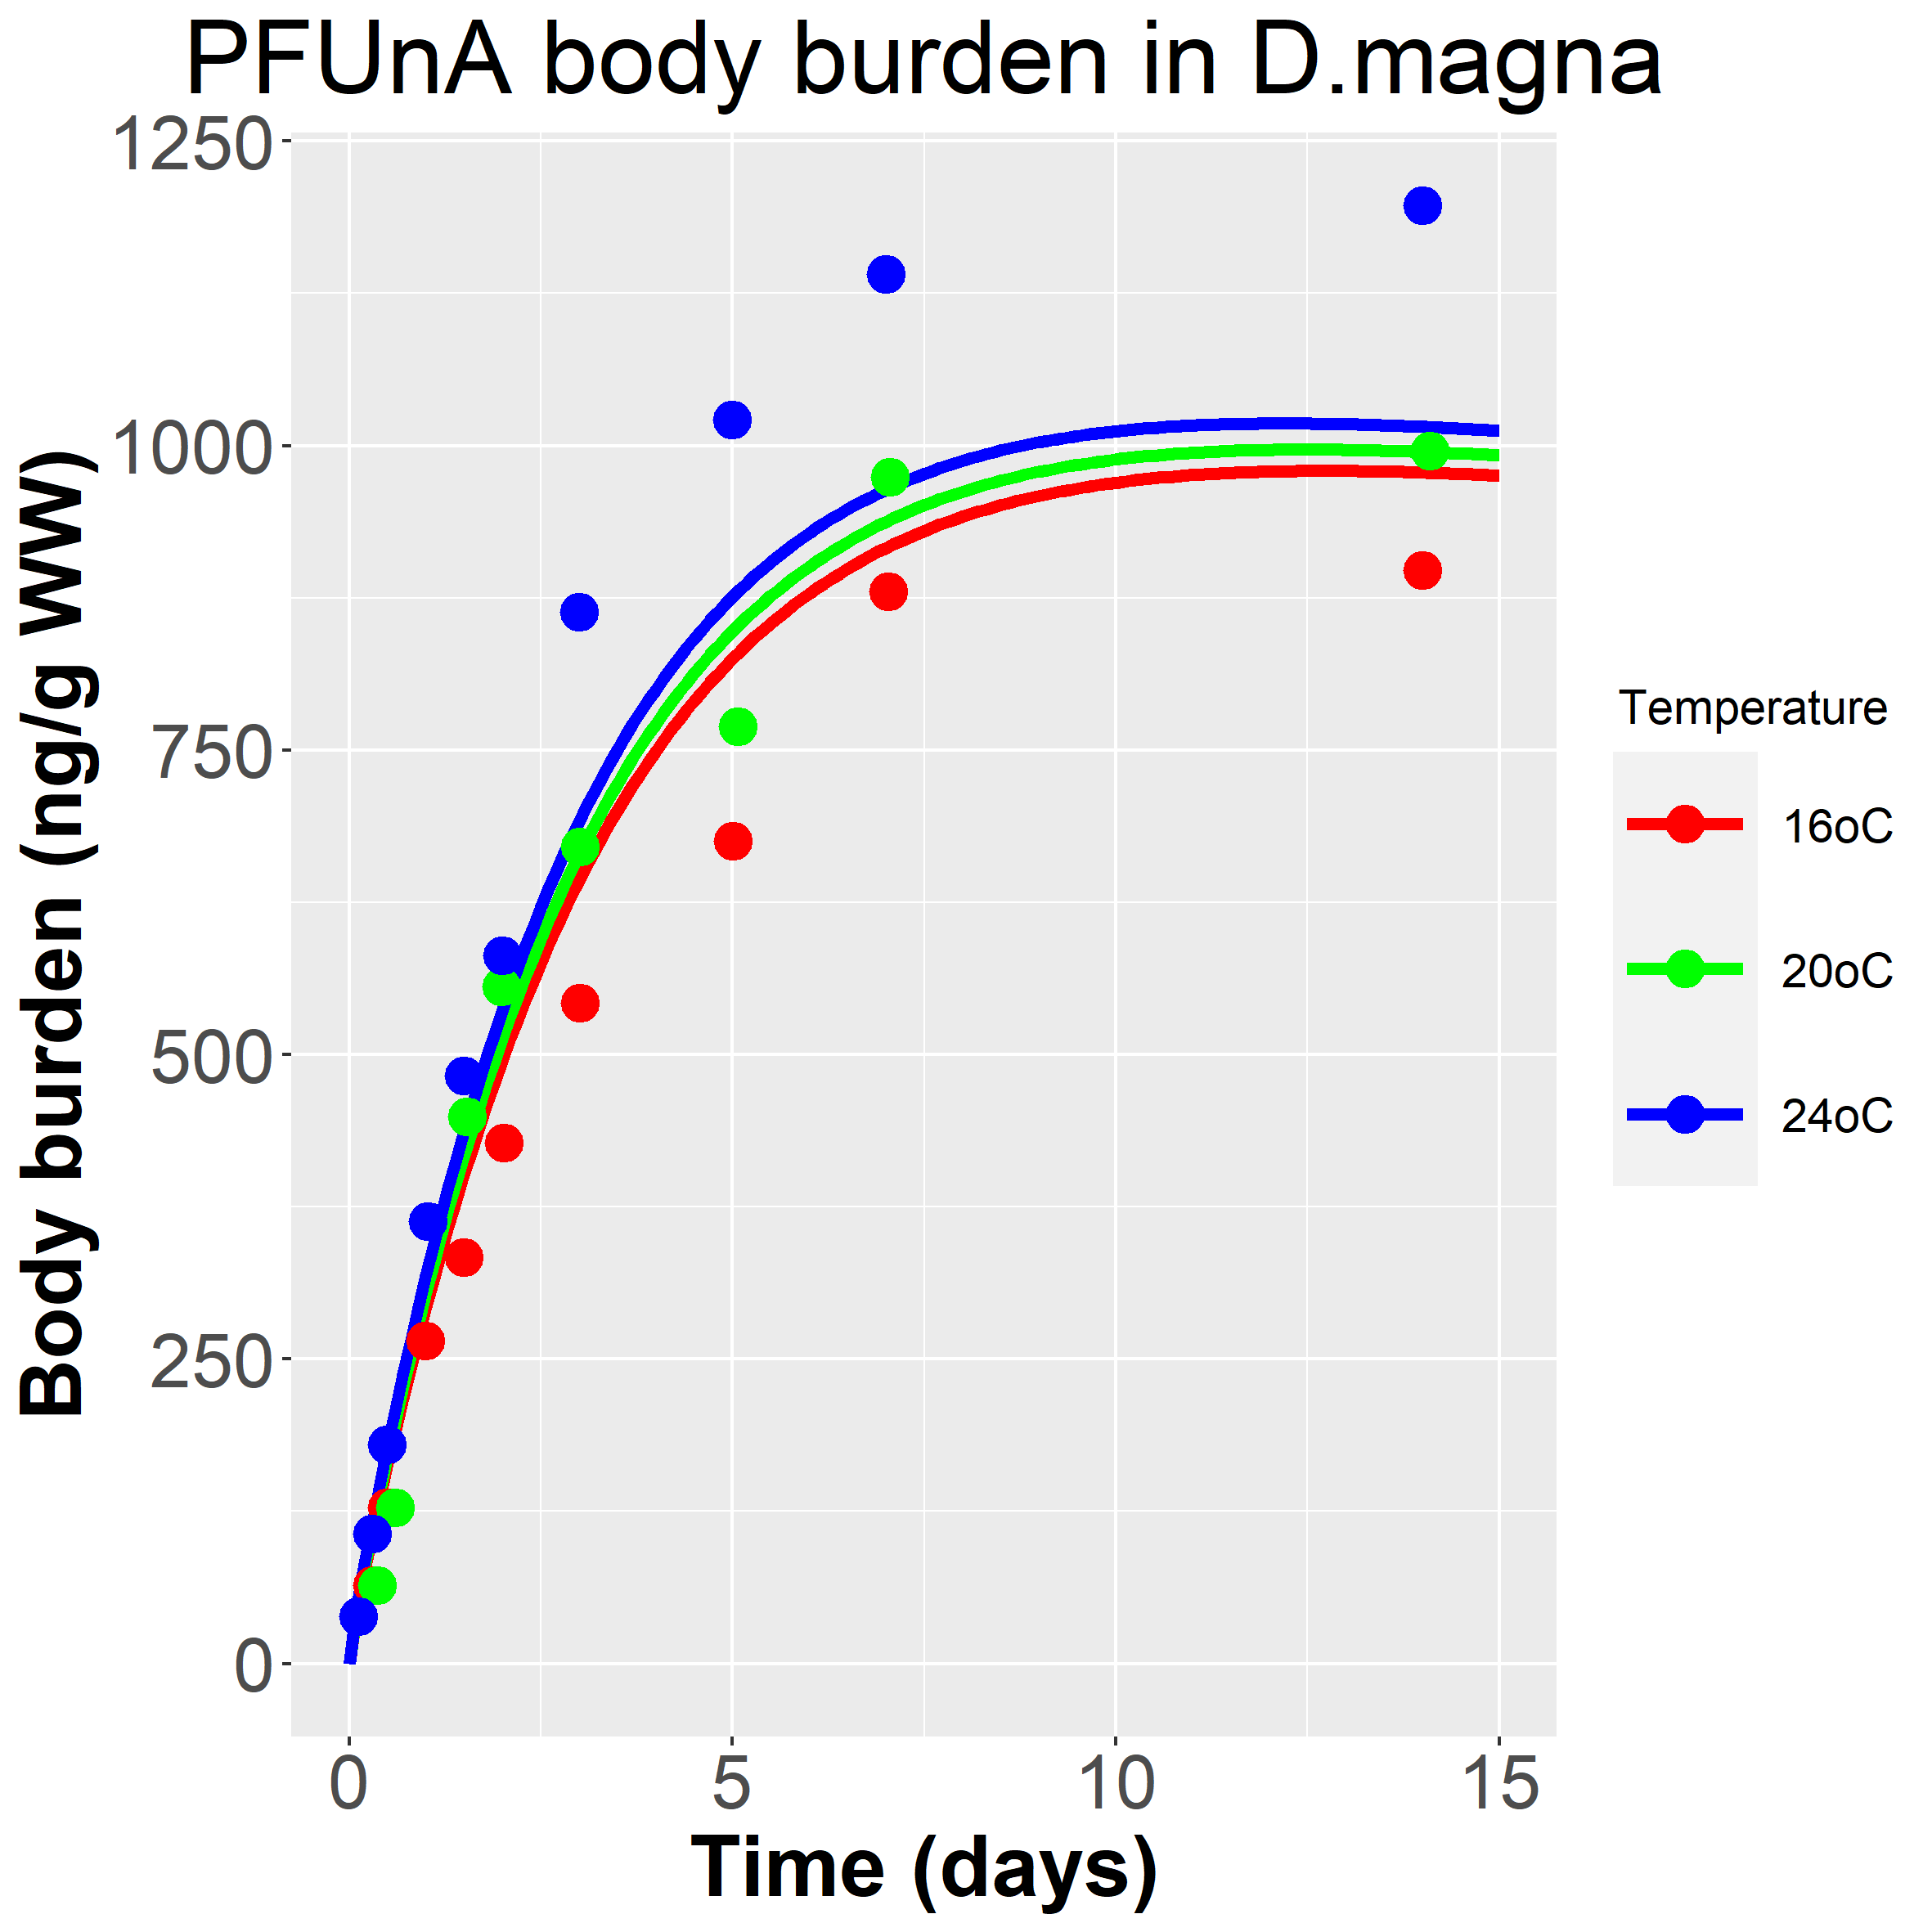 PFUnA body burden in D.magna
1250
1000
750
500
250
0
Body burden (ng/g WW)
0 5 10 15
Time (days)
Temperature
16oC
20oC
24oC